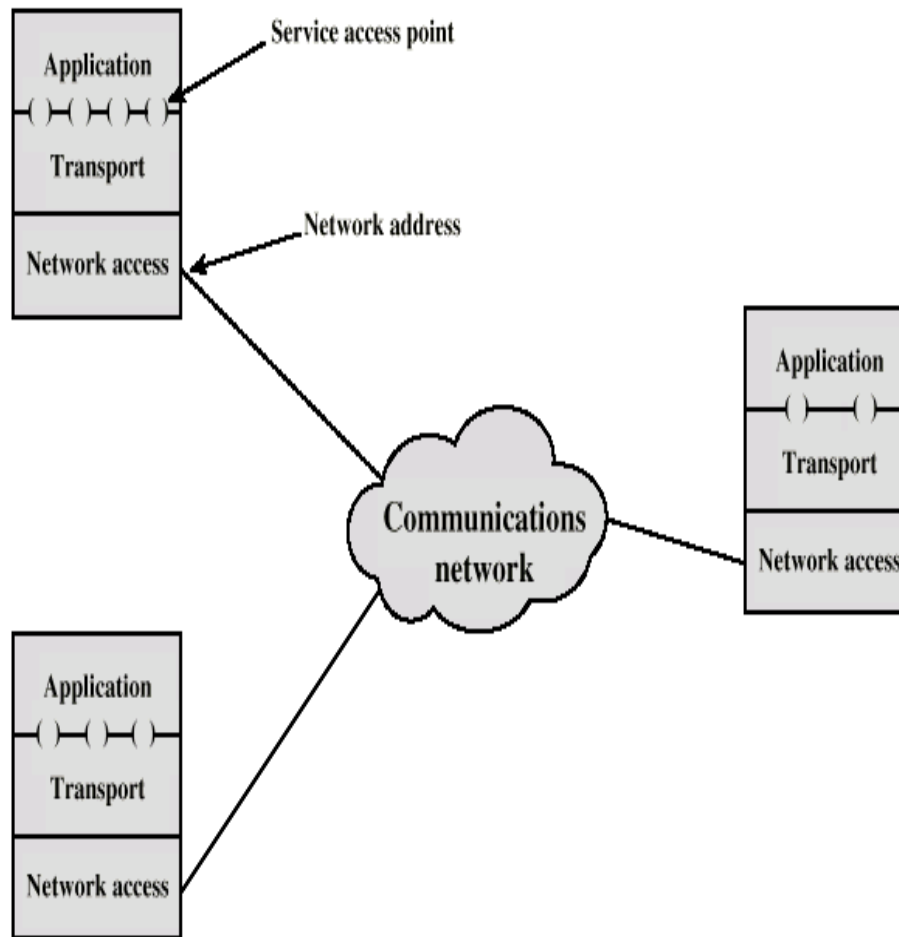 Application
Transport
Network access
Service access point
Network address
Communications
network
Application
Transport
Network access
Application
Transport
Network access